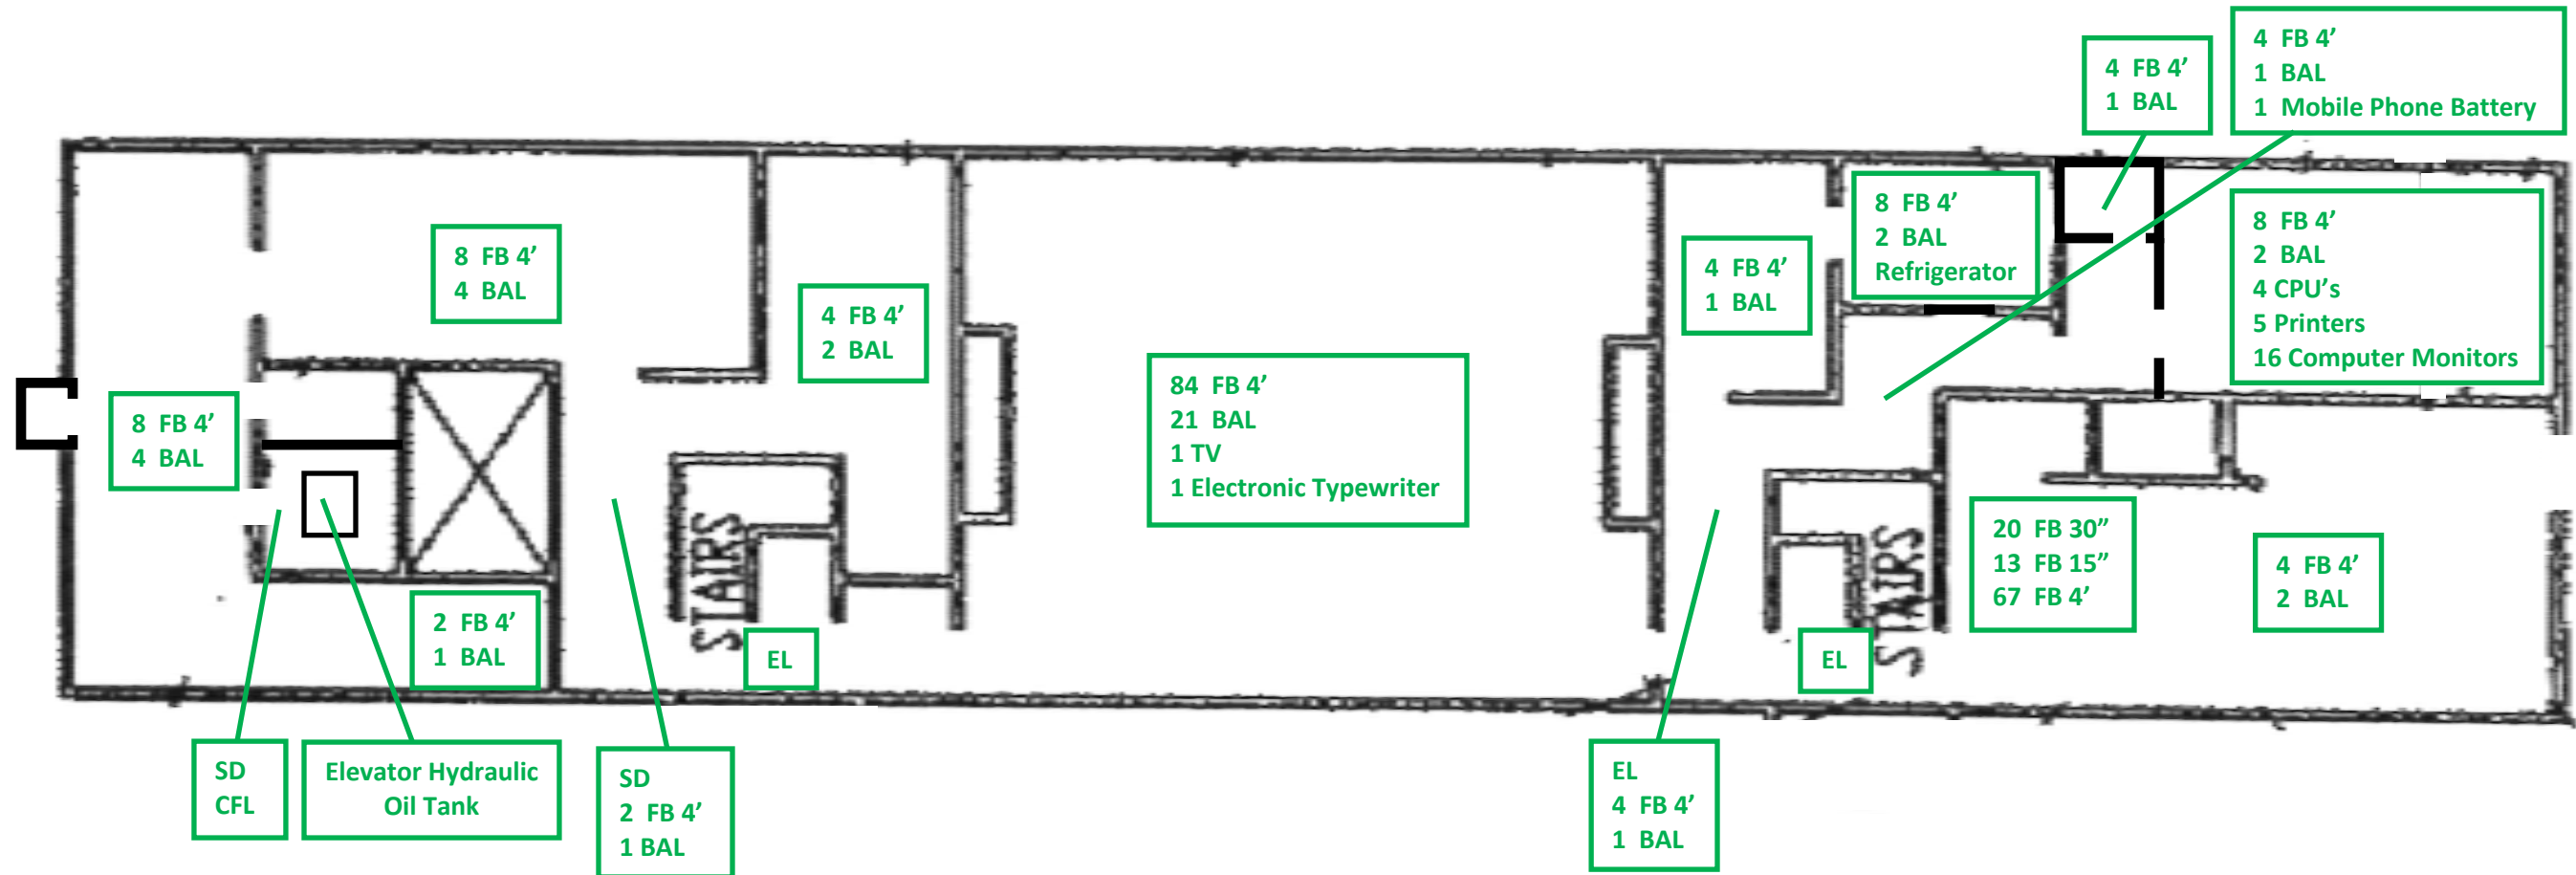 4 FB 4’
1 BAL
4 FB 4’
1 BAL
1 Mobile Phone Battery
8 FB 4’
4 BAL
4 FB 4’
2 BAL
4 FB 4’
1 BAL
8 FB 4’
2 BAL
Refrigerator
8 FB 4’
2 BAL
4 CPU’s
5 Printers
16 Computer Monitors
8 FB 4’
4 BAL
84 FB 4’
21 BAL
1 TV
1 Electronic Typewriter
20 FB 30”
13 FB 15”
67 FB 4’
4 FB 4’
2 BAL
2 FB 4’
1 BAL
STAIRS
EL
STAIRS
EL
SD
CFL
Elevator Hydraulic
Oil Tank
SD
2 FB 4’
1 BAL
EL
4 FB 4’
1 BAL